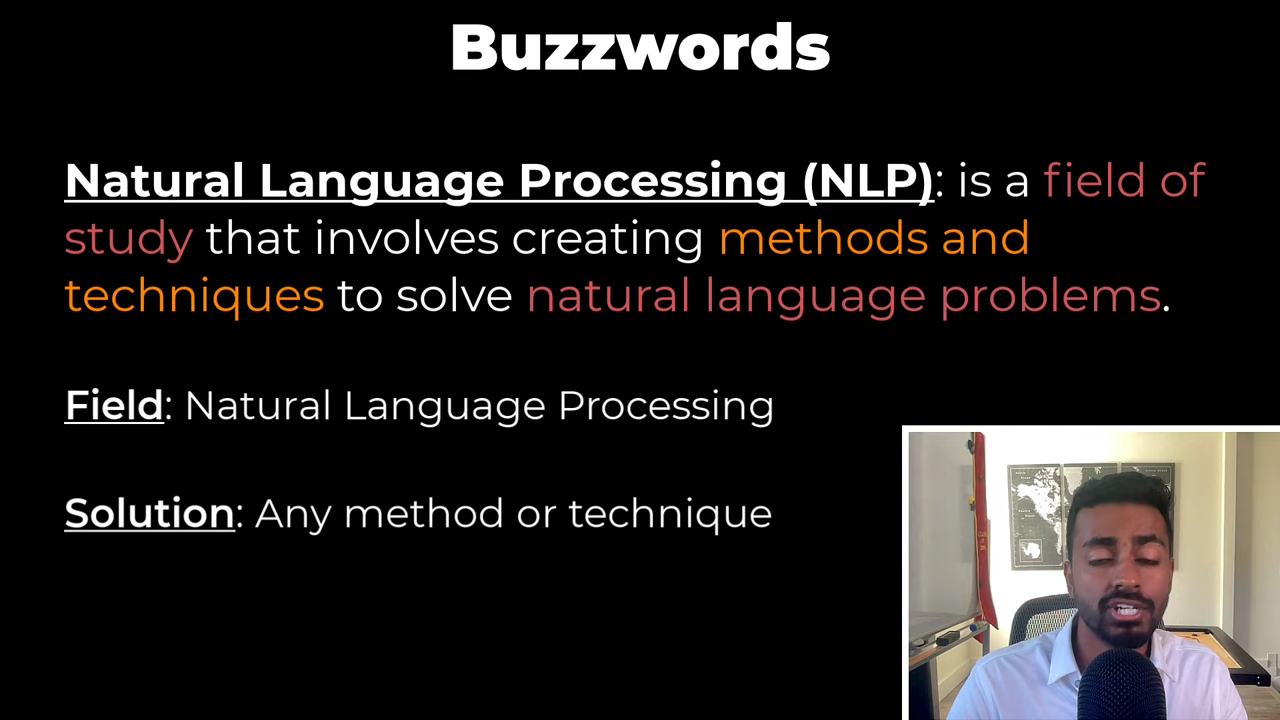 Buzzwords
Natural Language Processing (NLP): is a field of
study that involves creating methods and
techniques to solve natural language problems.
Field: Natural Language Processing
Solution: Any method or technique